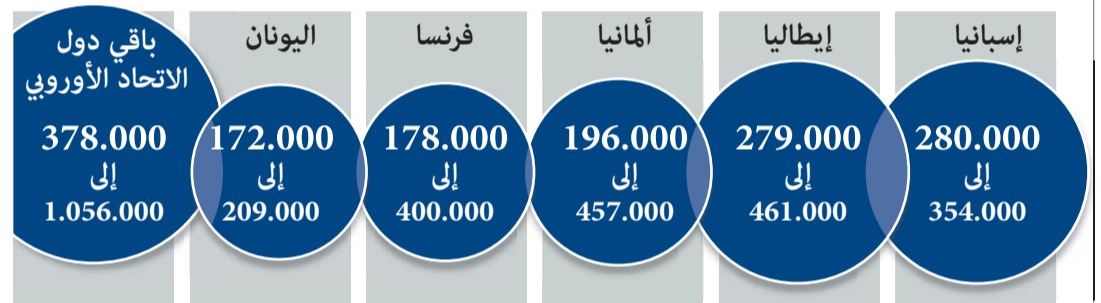 إسبانيا
280.000
إلى
354.000
إيطاليا
279.000
إلى
461.000
ألمانيا
196.000
إلى
457.000
فرنسا
178.000
إلى
400.000
اليونان
172.000
إلى
209.000
باقي دول
الاتحاد الأوروبي
378.000
إلى
1.056.000